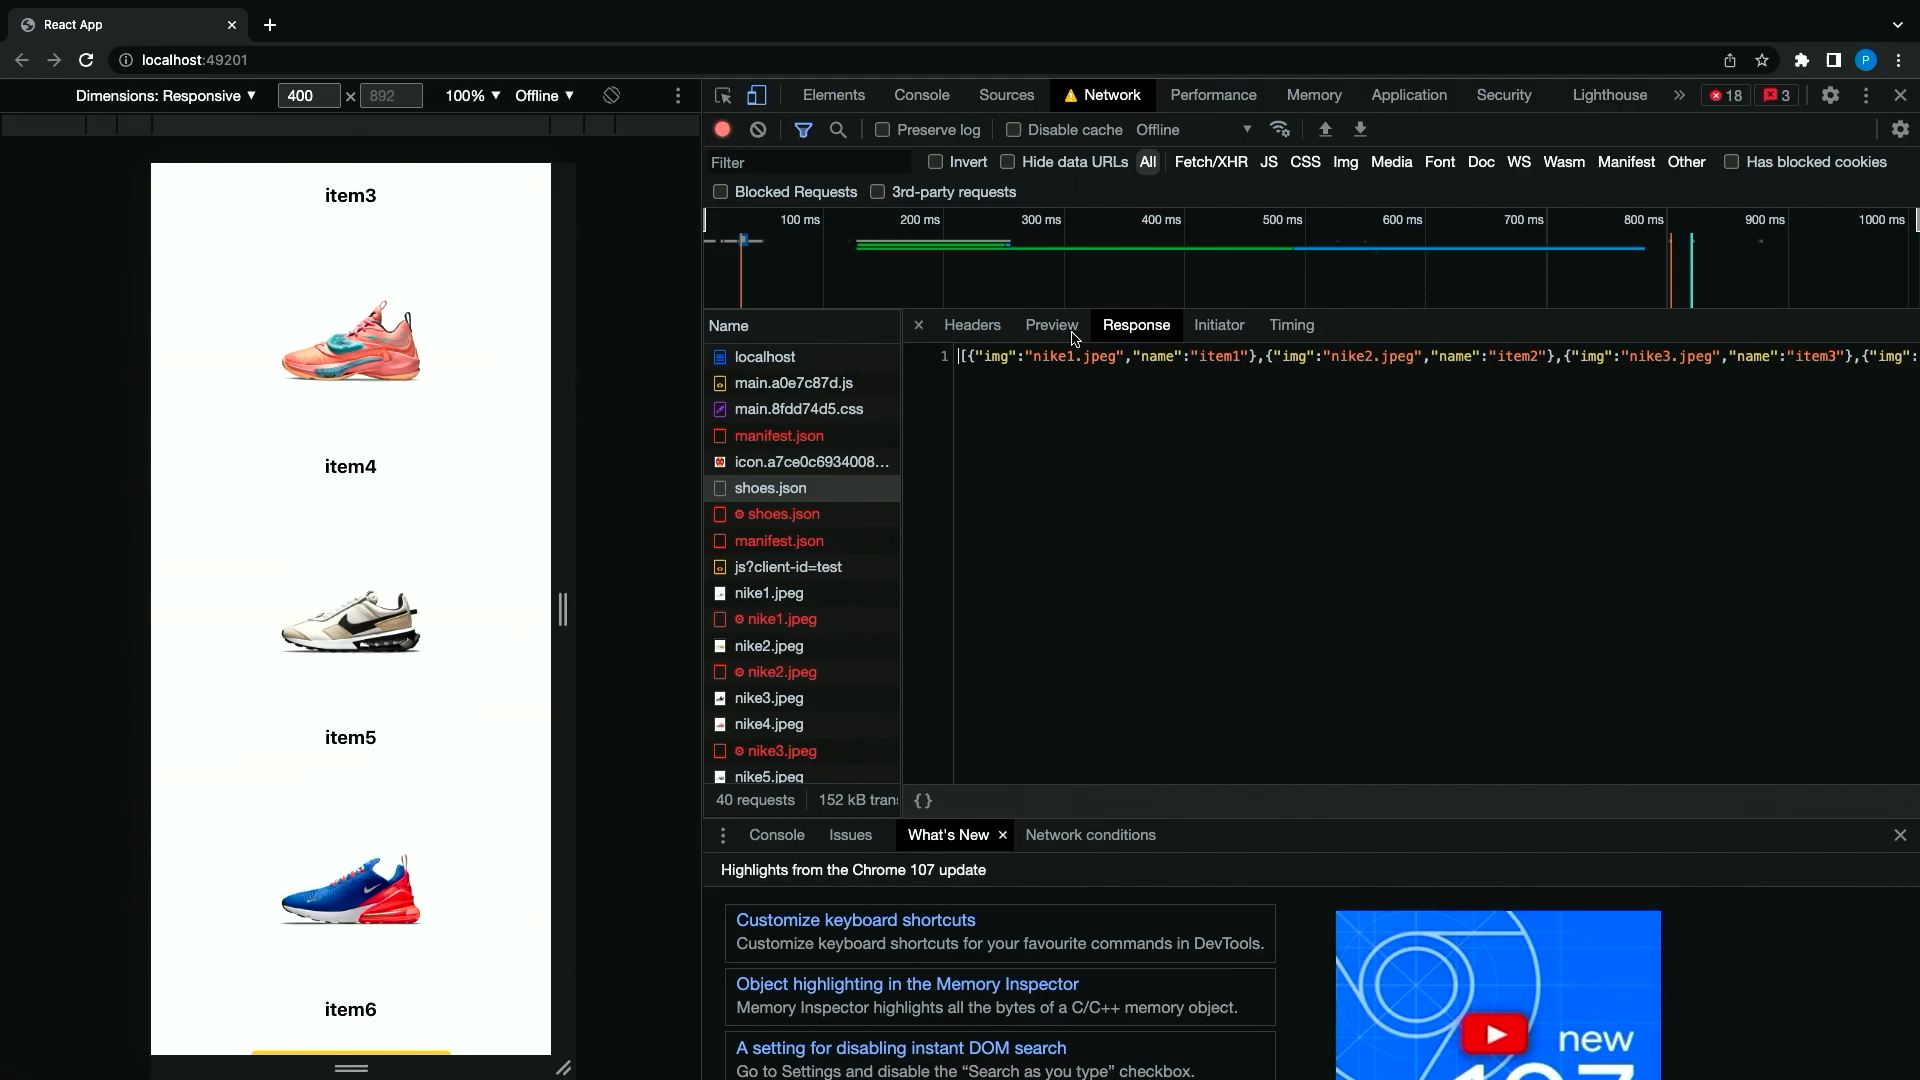 React App
localhost:49201
P
Dimensions: Responsive
400 × 892
100%
Offline
Elements
Console
Sources
Network
Performance
Memory
Application
Security
Lighthouse
»
18
3
Preserve log
Disable cache
Offline
Filter
Invert
Hide data URLs
All
Fetch/XHR
JS
CSS
Img
Media
Font
Doc
WS
Wasm
Manifest
Other
Has blocked cookies
Blocked Requests
3rd-party requests
100 ms
200 ms
300 ms
400 ms
500 ms
600 ms
700 ms
800 ms
900 ms
1000 ms
Name
localhost
main.a0e7c87d.js
main.8fdd74d5.css
manifest.json
icon.a7ce0c6934008...
shoes.json
shoes.json
manifest.json
js?client-id=test
nike1.jpeg
nike1.jpeg
nike2.jpeg
nike2.jpeg
nike3.jpeg
nike4.jpeg
nike3.jpeg
nike5.jpeg
40 requests
152 kB tran
Headers
Preview
Response
Initiator
Timing
1
[{"img":"nike1.jpeg","name":"item1"},{"img":"nike2.jpeg","name":"item2"},{"img":"nike3.jpeg","name":"item3"},{"img":
{}
item3
item4
item5
item6
Console
Issues
What's New
Network conditions
Highlights from the Chrome 107 update
Customize keyboard shortcuts
Customize keyboard shortcuts for your favourite commands in DevTools.
Object highlighting in the Memory Inspector
Memory Inspector highlights all the bytes of a C/C++ memory object.
A setting for disabling instant DOM search
Go to Settings and disable the “Search as you type” checkbox.
new
107